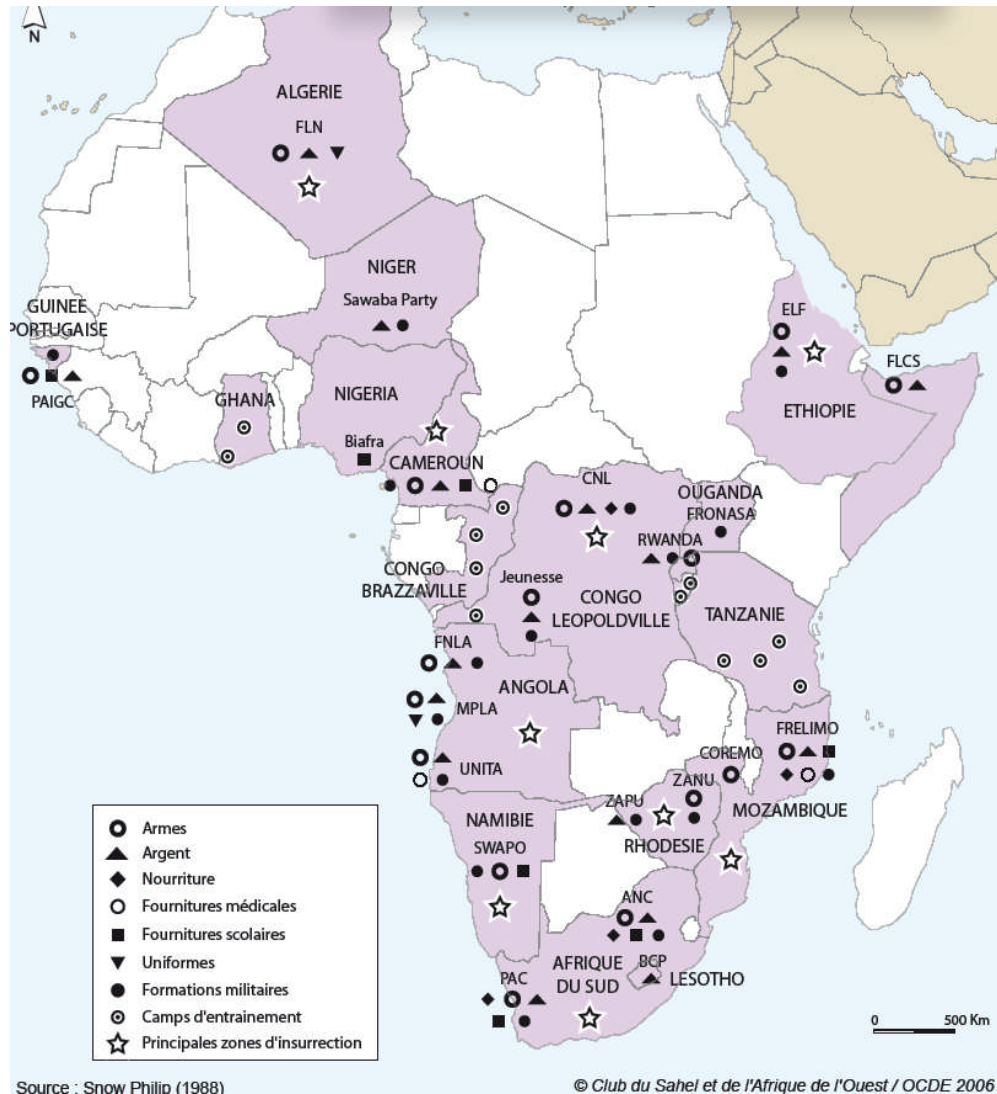 N
ALGERIE
FLN
NIGER
Sawaba Party
GUINEE
PORTUGAISE
PAIGC
GHANA
NIGERIA
Biafra
CAMEROUN
ELF
FLCS
ETHIOPIE
CNL
OUGANDA
FRONASA
RWANDA
CONGO
BRAZZAVILLE
Jeunesse
CONGO
LEOPOLDVILLE
TANZANIE
FNLA
ANGOLA
MPLA
UNITA
FRELIMO
COREMO
ZANU
MOZAMBIQUE
ZAPU
RHODESIE
NAMIBIE
SWAPO
ANC
AFRIQUE
DU SUD
BCP
LESOTHO
PAC
Armes
Argent
Nourriture
Fournitures médicales
Fournitures scolaires
Uniformes
Formations militaires
Camps d'entrainement
Principales zones d'insurrection
0 500 Km
Source : Snow Philip (1988)
© Club du Sahel et de l'Afrique de l'Ouest / OCDE 2006